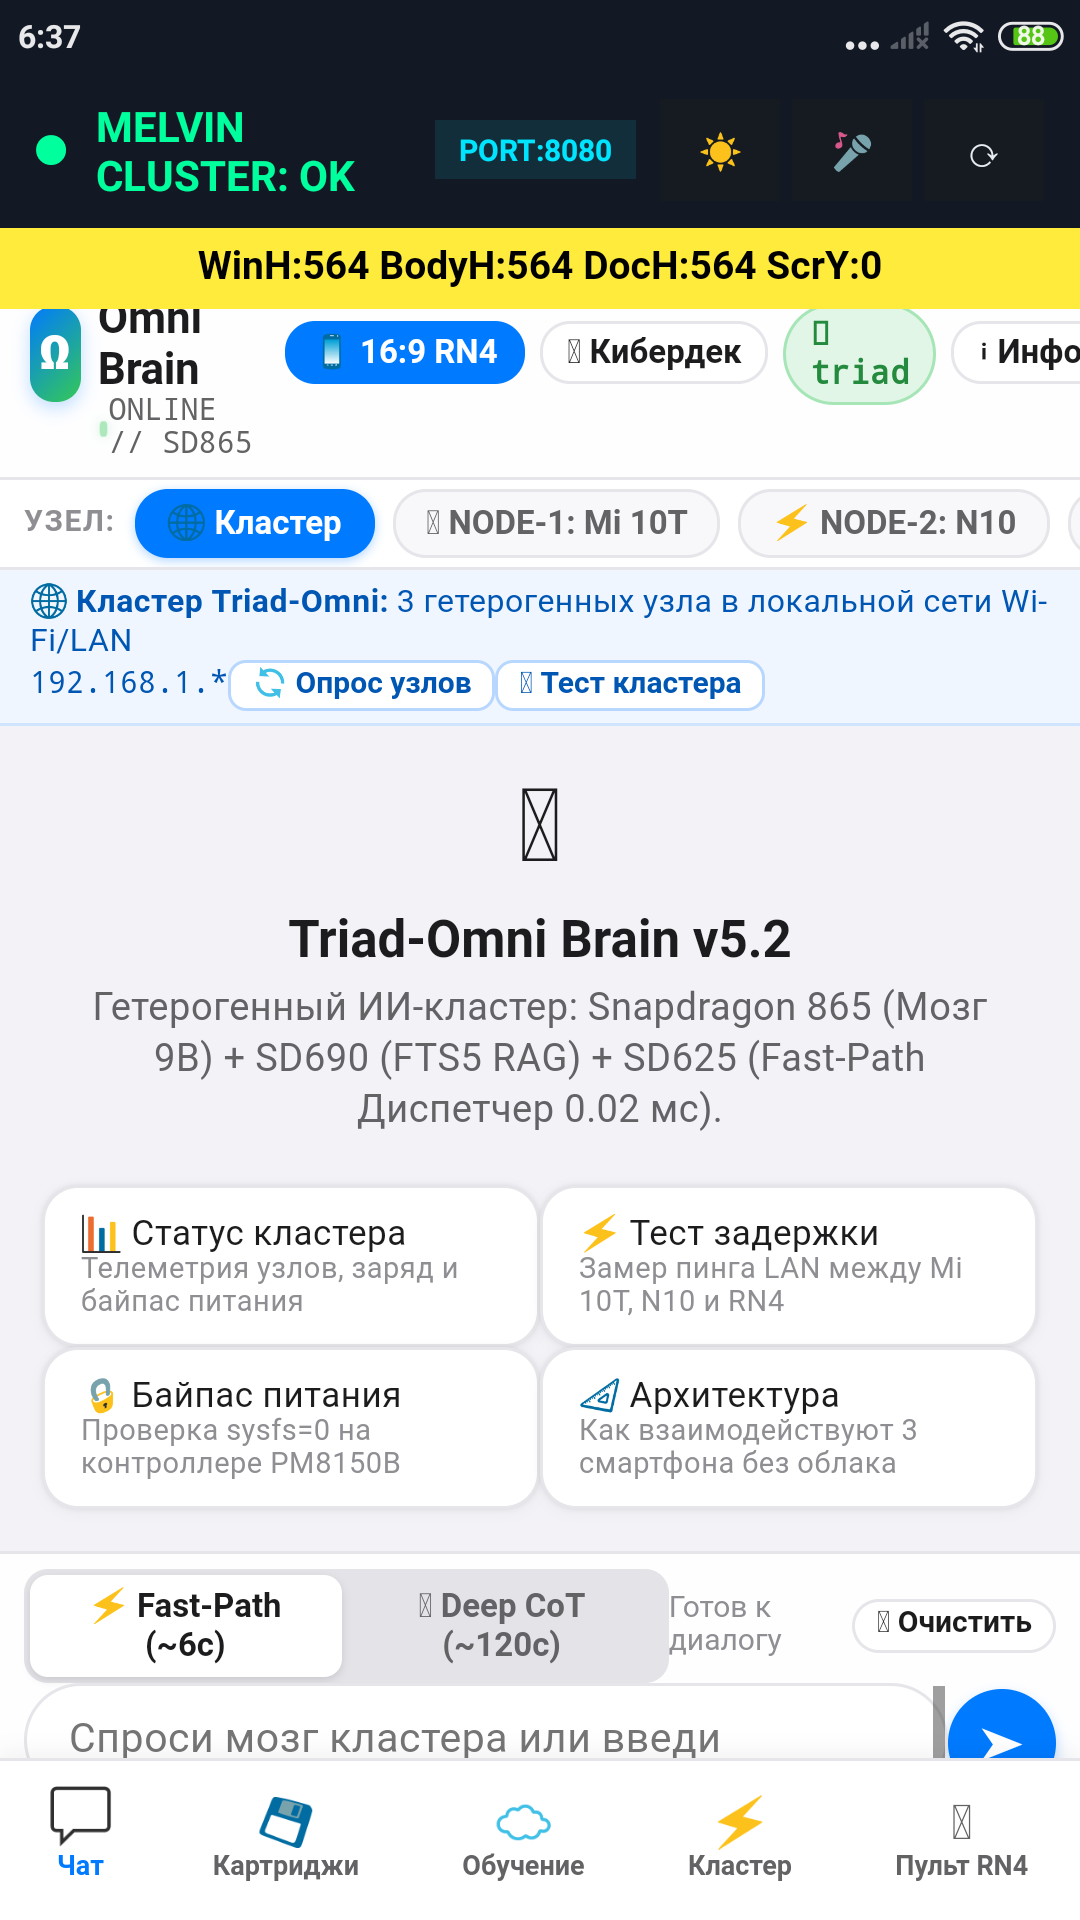 6:37
88
MELVIN
CLUSTER: OK
PORT:8080
WinH:564 BodyH:564 DocH:564 ScrY:0
Ω
Omni
Brain
ONLINE
// SD865
16:9 RN4
Кибердек
triad
i Инфо
УЗЕЛ:
Кластер
NODE-1: Mi 10T
NODE-2: N10
Кластер Triad-Omni: 3 гетерогенных узла в локальной сети Wi-
Fi/LAN
192.168.1.*
Опрос узлов
Тест кластера
Triad-Omni Brain v5.2
Гетерогенный ИИ-кластер: Snapdragon 865 (Мозг
9B) + SD690 (FTS5 RAG) + SD625 (Fast-Path
Диспетчер 0.02 мс).
Статус кластера
Телеметрия узлов, заряд и
байпас питания
Тест задержки
Замер пинга LAN между Mi
10T, N10 и RN4
Байпас питания
Проверка sysfs=0 на
контроллере PM8150B
Архитектура
Как взаимодействуют 3
смартфона без облака
Fast-Path
(~6с)
Deep CoT
(~120с)
Готов к
диалогу
Очистить
Спроси мозг кластера или введи
Чат
Картриджи
Обучение
Кластер
Пульт RN4